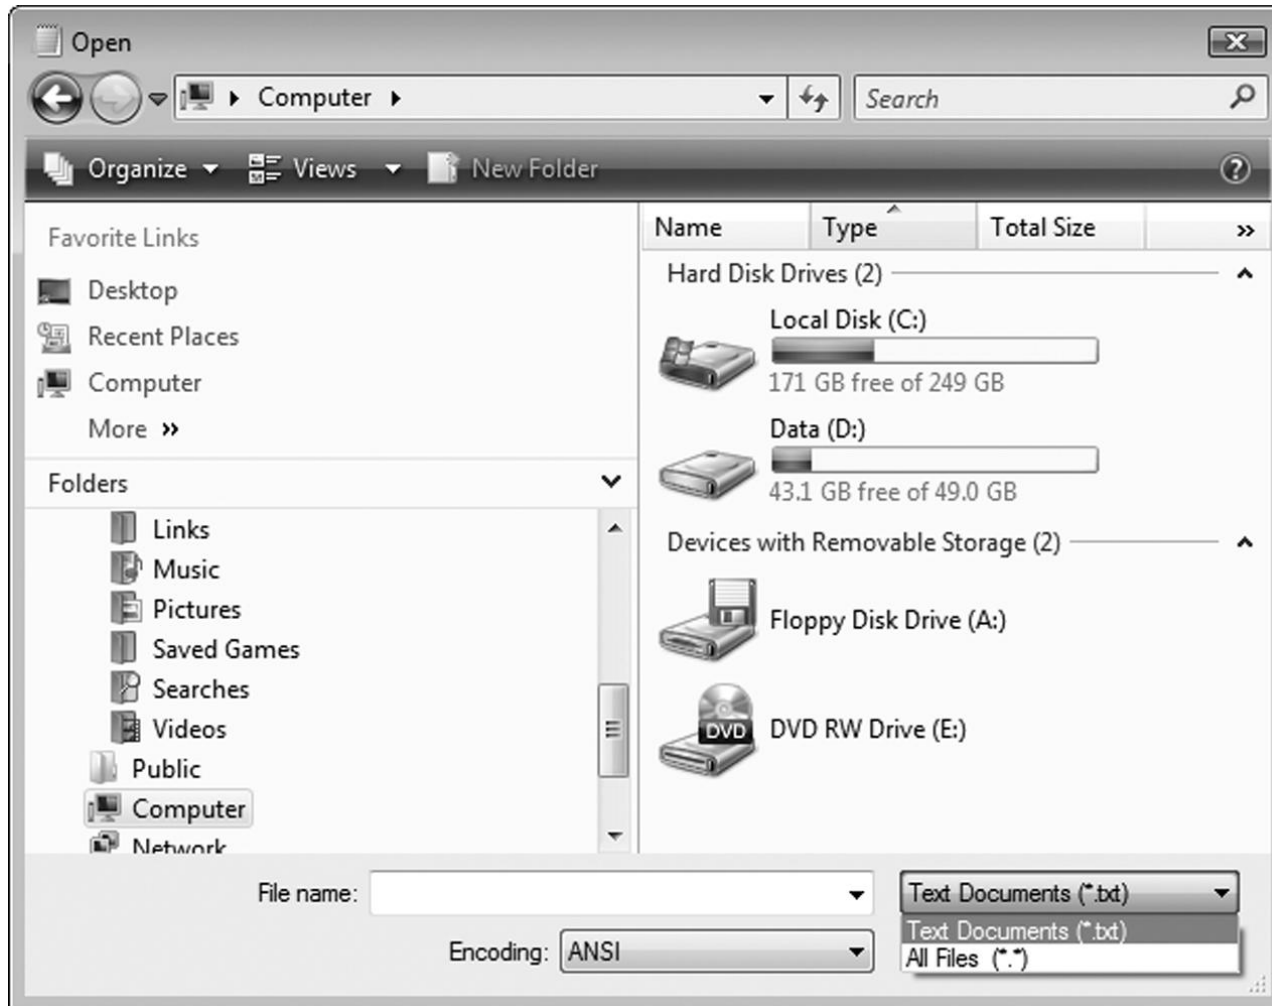 Open
Computer
Search
Organize Views New Folder
Favorite Links
Desktop
Recent Places
Computer
More »
Folders
Links
Music
Pictures
Saved Games
Searches
Videos
Public
Computer
Network
Name Type Total Size »
Hard Disk Drives (2)
Local Disk (C:)
171 GB free of 249 GB
Data (D:)
43.1 GB free of 49.0 GB
Devices with Removable Storage (2)
Floppy Disk Drive (A:)
DVD
DVD RW Drive (E:)
File name:
Text Documents (*.txt)
Text Documents (*.txt)
All Files (*.*)
Encoding: ANSI